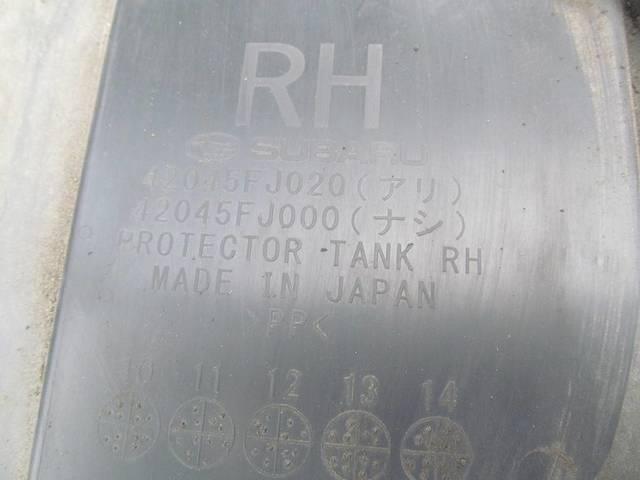 RH
SUBARU
42045FJ020(アリ)
42045FJ000(ナシ)
PROTECTOR TANK RH
MADE IN JAPAN
>PP<
10 11 12 13 14